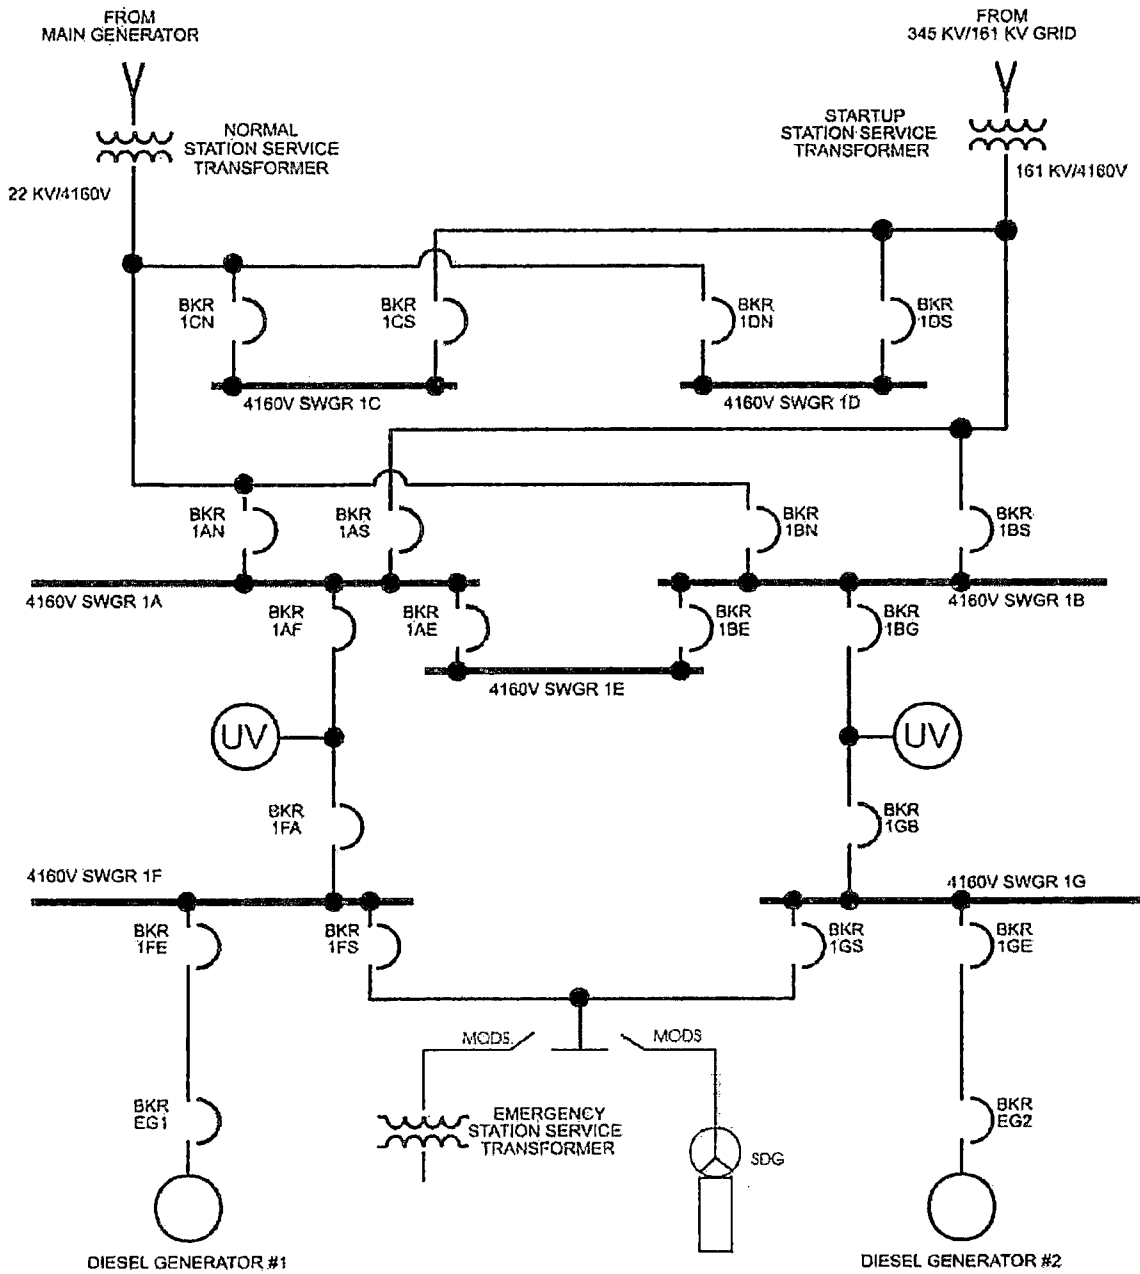 FROM
MAIN GENERATOR
FROM
345 KV/161 KV GRID
NORMAL
STATION SERVICE
TRANSFORMER
STARTUP
STATION SERVICE
TRANSFORMER
22 KV/4160V
161 KV/4160V
BKR
1CN
BKR
1CS
BKR
1DN
BKR
1DS
4160V SWGR 1C
4160V SWGR 1D
BKR
1AN
BKR
1AS
BKR
1BN
BKR
1BS
4160V SWGR 1A
4160V SWGR 1B
BKR
1AF
BKR
1AE
BKR
1BE
BKR
1BG
4160V SWGR 1E
UV
UV
BKR
1FA
BKR
1GB
4160V SWGR 1F
4160V SWGR 1G
BKR
1FE
BKR
1FS
BKR
1GS
BKR
1GE
MODS
MODS
BKR
EG1
EMERGENCY
STATION SERVICE
TRANSFORMER
SDG
BKR
EG2
DIESEL GENERATOR #1
DIESEL GENERATOR #2